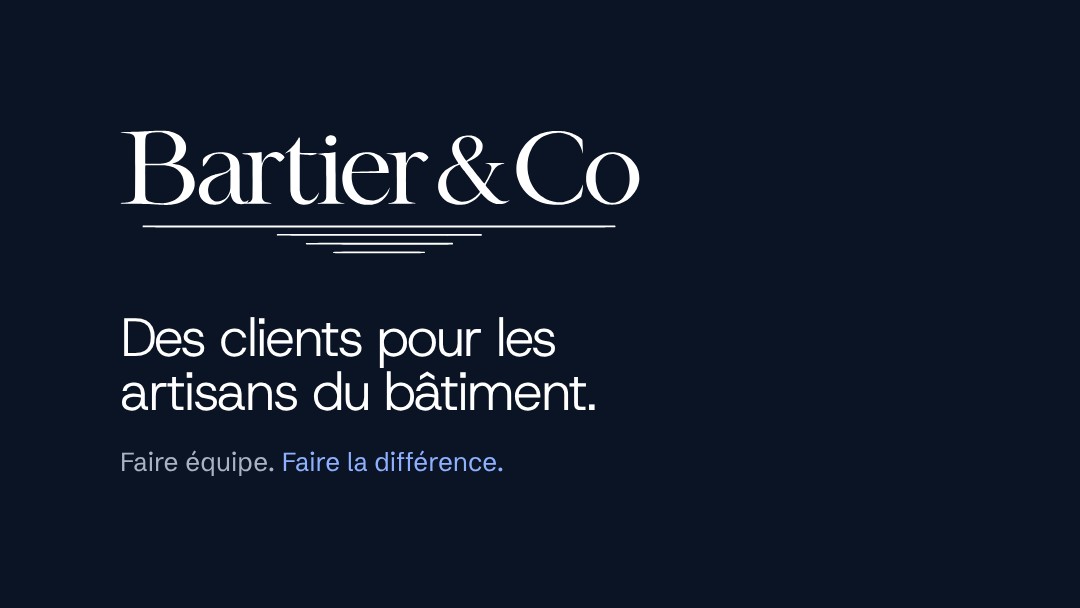 Bartier & Co
Des clients pour les
artisans du bâtiment.
Faire équipe. Faire la différence.